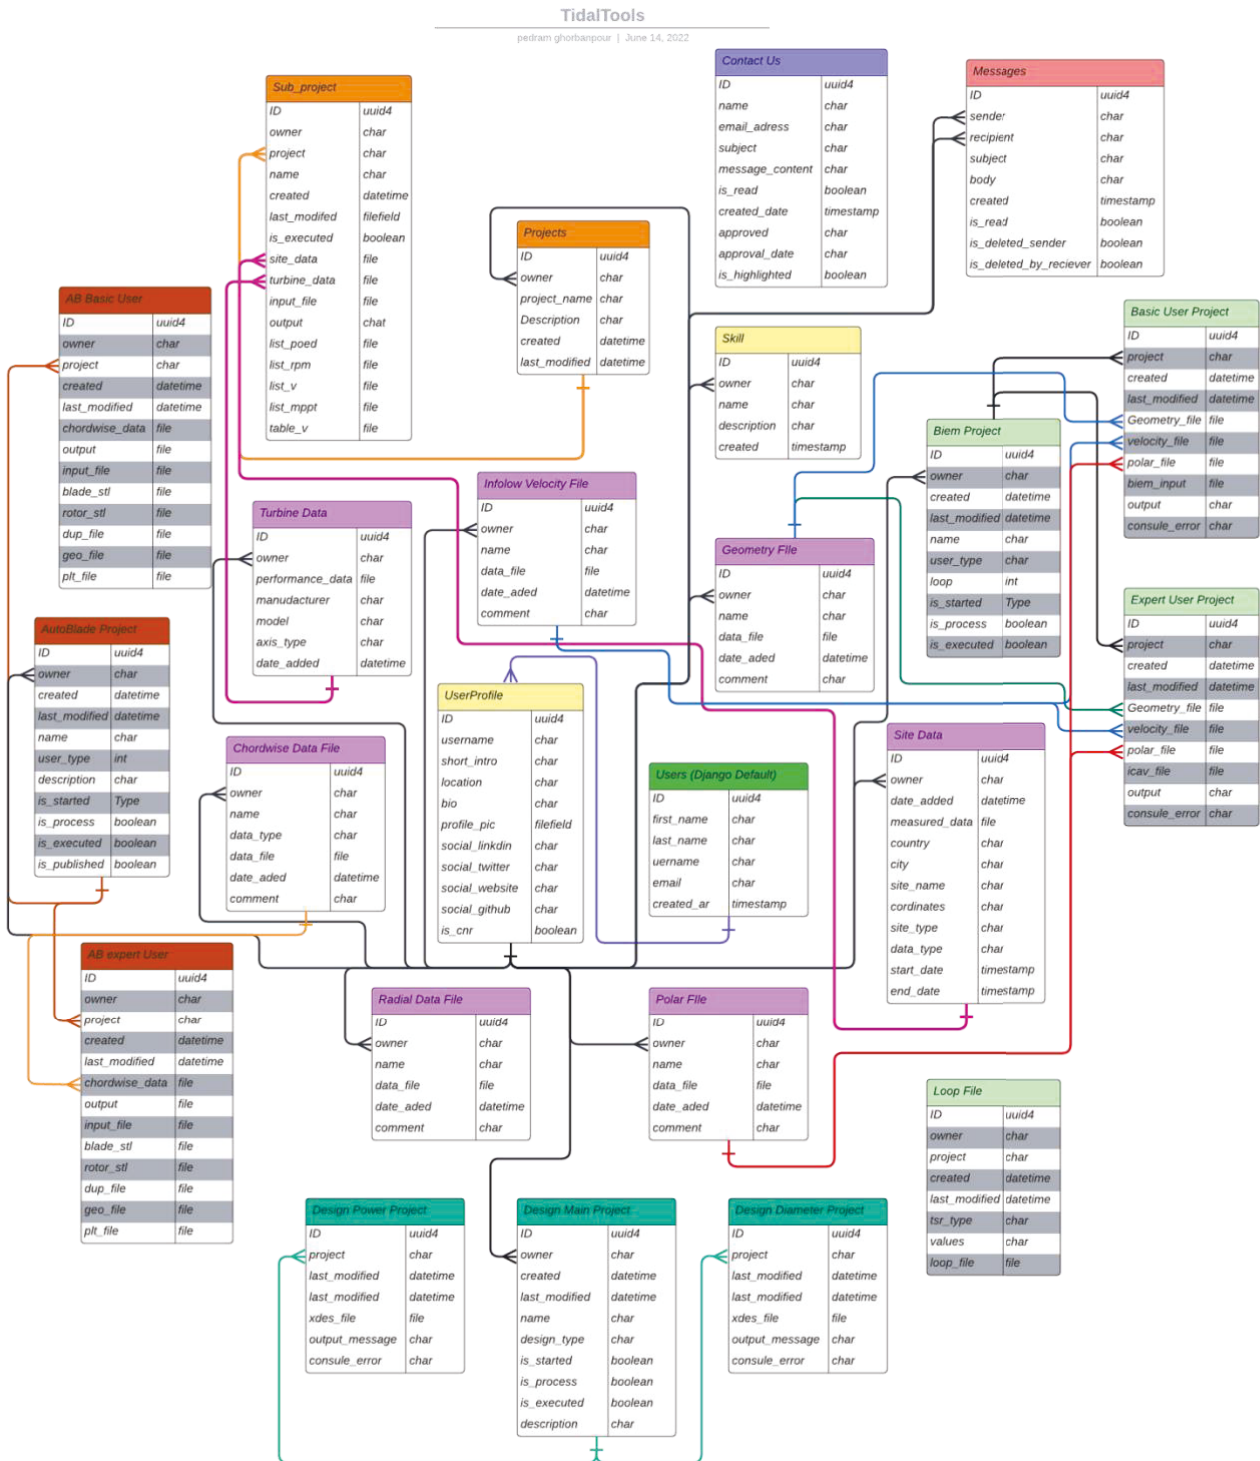 TidalTools
pedram ghorbanpour | June 14, 2022
Sub_project
ID uuid4
owner char
project char
name char
created datetime
last_modifed filefield
is_executed boolean
site_data file
turbine_data file
input_file file
output chat
list_poed file
list_rpm file
list_v file
list_mppt file
table_v file
Contact Us
ID uuid4
name char
email_adress char
subject char
message_content char
is_read boolean
created_date timestamp
approved char
approval_date char
is_highlighted boolean
Messages
ID uuid4
sender char
recipient char
subject char
body char
created timestamp
is_read boolean
is_deleted_sender boolean
is_deleted_by_reciever boolean
Projects
ID uuid4
owner char
project_name char
Description char
created datetime
last_modified datetime
AB Basic User
ID uuid4
owner char
project char
created datetime
last_modified datetime
chordwise_data file
output file
input_file file
blade_stl file
rotor_stl file
dup_file file
geo_file file
plt_file file
Skill
ID uuid4
owner char
name char
description char
created timestamp
Basic User Project
ID uuid4
project char
created datetime
last_modified datetime
Geometry_file file
velocity_file file
polar_file file
biem_input file
output char
consule_error char
Biem Project
ID uuid4
owner char
created datetime
last_modified datetime
name char
user_type char
loop int
is_started Type
is_process boolean
is_executed boolean
Infolow Velocity File
ID uuid4
owner char
name char
data_file file
date_aded datetime
comment char
Turbine Data
ID uuid4
owner char
performance_data file
manudacturer char
model char
axis_type char
date_added datetime
Geometry FIle
ID uuid4
owner char
name char
data_file file
date_aded datetime
comment char
Expert User Project
ID uuid4
project char
created datetime
last_modified datetime
Geometry_file file
velocity_file file
polar_file file
icav_file file
output char
consule_error char
AutoBlade Project
ID uuid4
owner char
created datetime
last_modified datetime
name char
user_type int
description char
is_started Type
is_process boolean
is_executed boolean
is_published boolean
UserProfile
ID uuid4
username char
short_intro char
location char
bio char
profile_pic filefield
social_linkdin char
social_twitter char
social_website char
social_github char
is_cnr boolean
Chordwise Data File
ID uuid4
owner char
name char
data_type char
data_file file
date_aded datetime
comment char
Users (Django Default)
ID uuid4
first_name char
last_name char
uername char
email char
created_ar timestamp
Site Data
ID uuid4
owner char
date_added datetime
measured_data file
country char
city char
site_name char
cordinates char
site_type char
data_type char
start_date timestamp
end_date timestamp
AB expert User
ID uuid4
owner char
project char
created datetime
last_modified datetime
chordwise_data file
output file
input_file file
blade_stl file
rotor_stl file
dup_file file
geo_file file
plt_file file
Radial Data File
ID uuid4
owner char
name char
data_file file
date_aded datetime
comment char
Polar FIle
ID uuid4
owner char
name char
data_file file
date_aded datetime
comment char
Loop File
ID uuid4
owner char
project char
created datetime
last_modified datetime
tsr_type char
values char
loop_file file
Design Power Project
ID uuid4
project char
last_modified datetime
last_modified datetime
xdes_file file
output_message char
consule_error char
Design Main Project
ID uuid4
owner char
created datetime
last_modified datetime
name char
design_type char
is_started boolean
is_process boolean
is_executed boolean
description char
Design Diameter Project
ID uuid4
project char
last_modified datetime
last_modified datetime
xdes_file file
output_message char
consule_error char